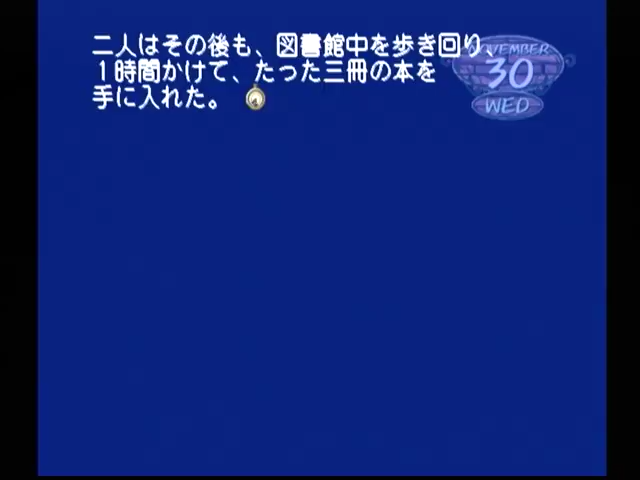 二人はその後も、図書館中を歩き回り、
１時間かけて、たった三冊の本を
手に入れた。
NOVEMBER
30
WED